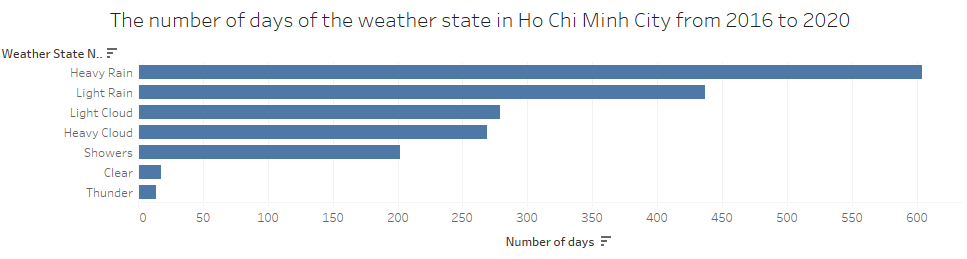 The number of days of the weather state in Ho Chi Minh City from 2016 to 2020
Weather State N..
Heavy Rain
Light Rain
Light Cloud
Heavy Cloud
Showers
Clear
Thunder
0 50 100 150 200 250 300 350 400 450 500 550 600
Number of days